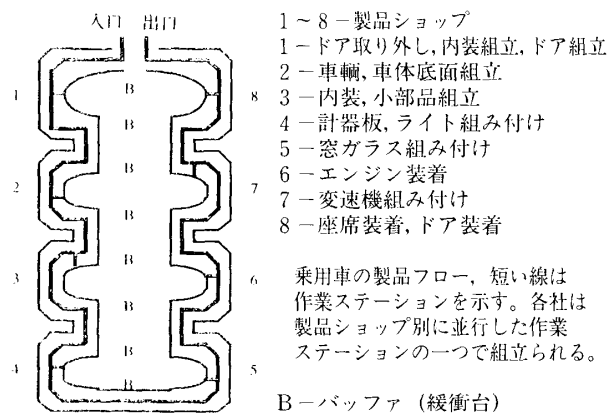 入口 出口
1～8－製品ショップ
1－ドア取り外し, 内装組立, ドア組立
2－車輌, 車体底面組立
3－内装, 小部品組立
4－計器板, ライト組み付け
5－窓ガラス組み付け
6－エンジン装着
7－変速機組み付け
8－座席装着, ドア装着
乗用車の製品フロー, 短い線は
作業ステーションを示す。各社は
製品ショップ別に並行した作業
ステーションの一つで組立られる。
B－バッファ (緩衝台)
1
2
3
4
8
7
6
5
B
B
B
B
B
B
B
B